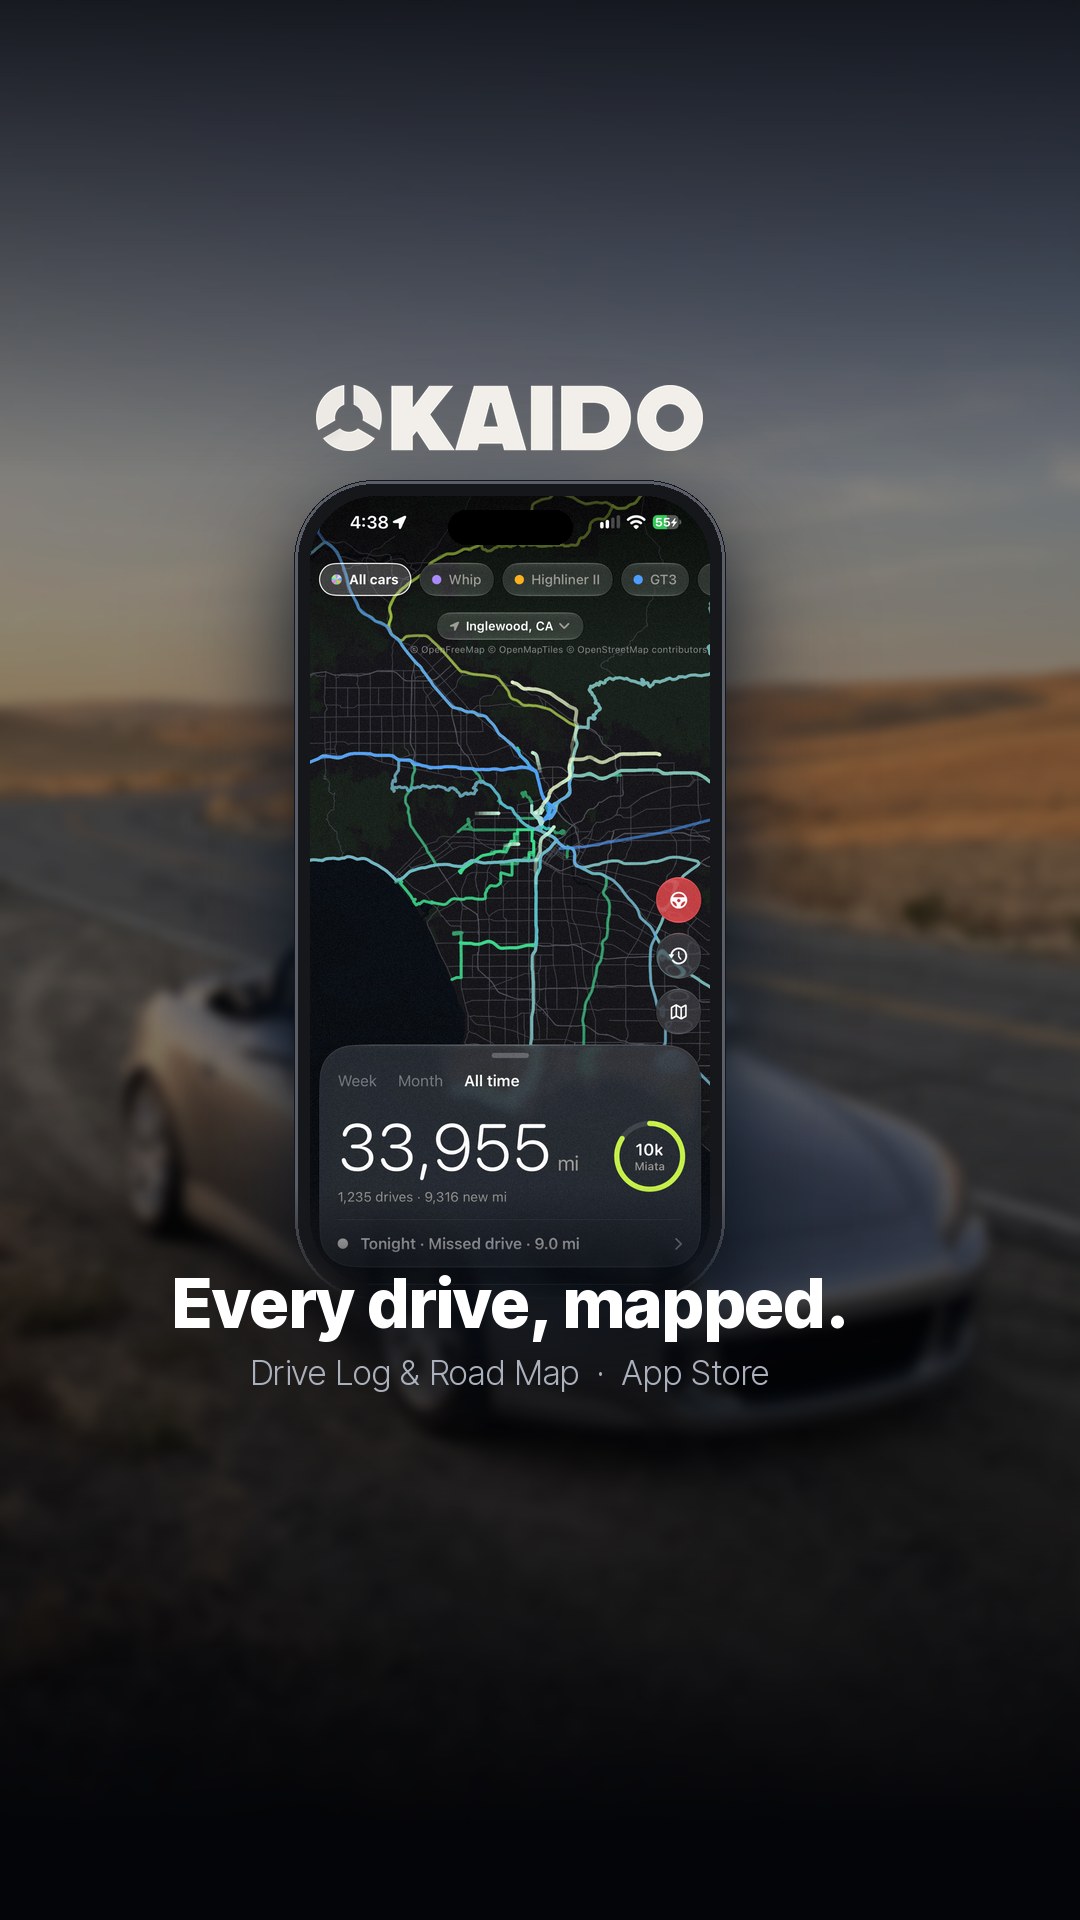 KAIDO
4:38
55
All cars
Whip
Highliner II
GT3
Inglewood, CA
© OpenFreeMap © OpenMapTiles © OpenStreetMap contributors
Week
Month
All time
33,955 mi
10k
Miata
1,235 drives · 9,316 new mi
Tonight · Missed drive · 9.0 mi
Every drive, mapped.
Drive Log & Road Map · App Store